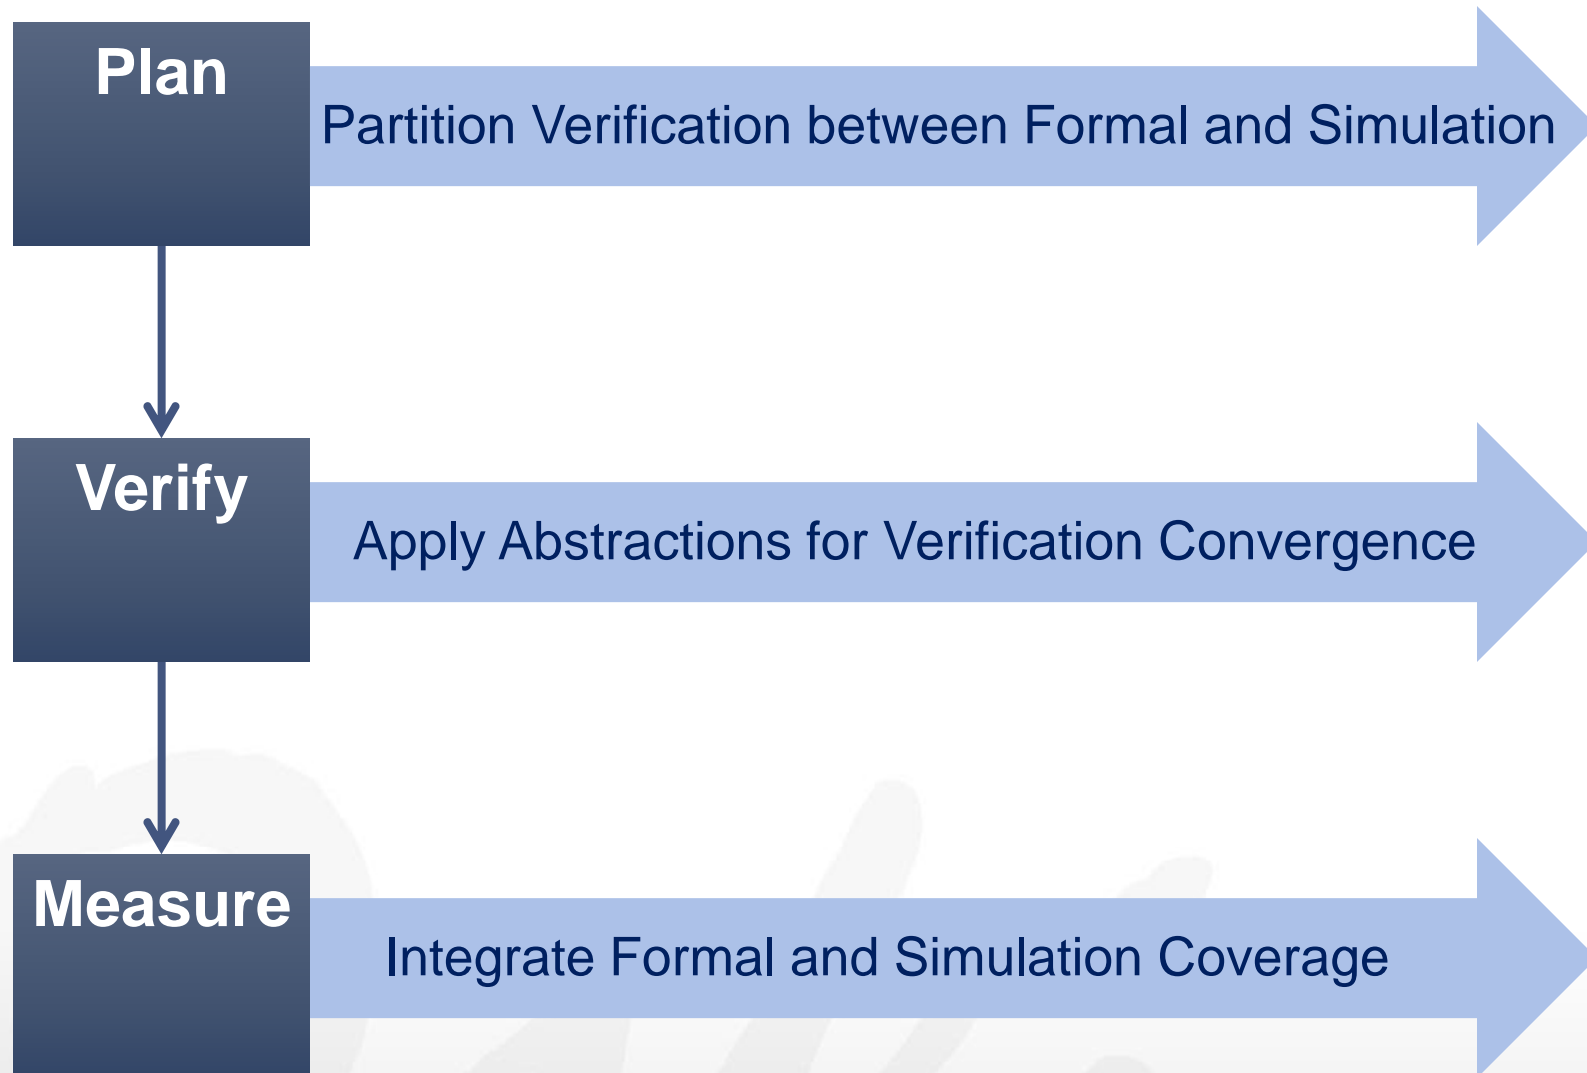 Plan
Partition Verification between Formal and Simulation
Verify
Apply Abstractions for Verification Convergence
Measure
Integrate Formal and Simulation Coverage